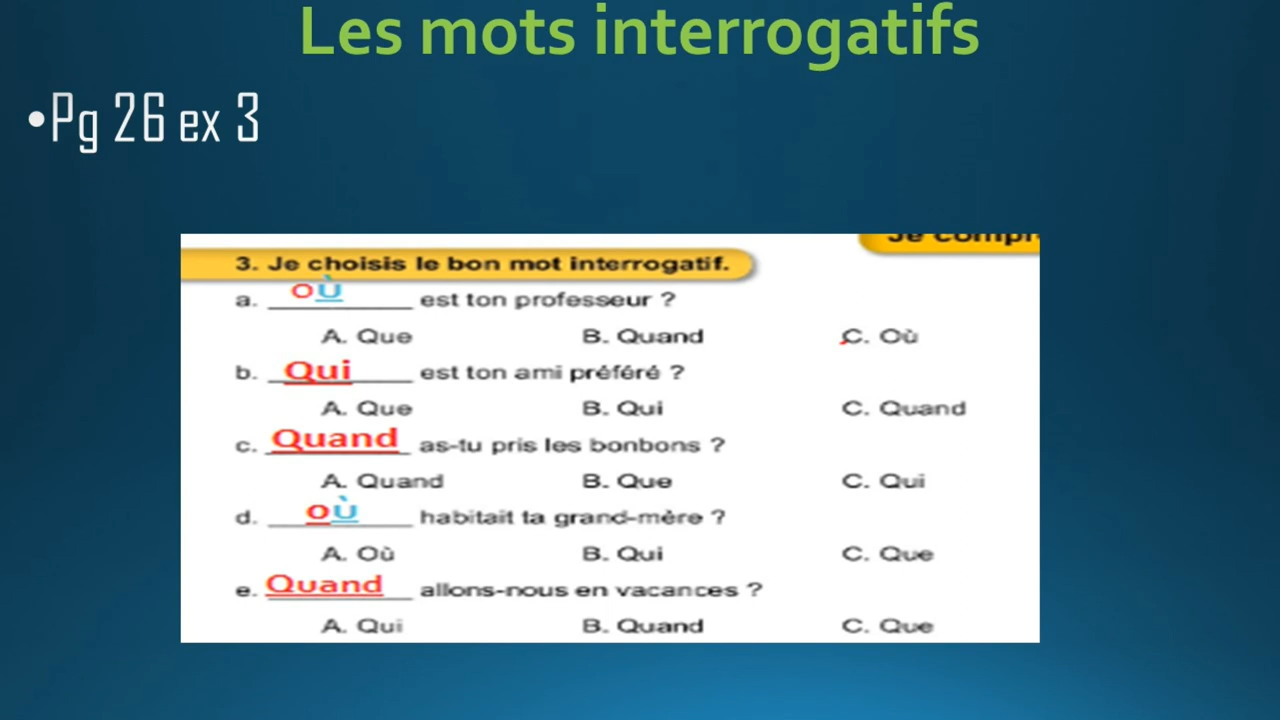 Les mots interrogatifs
•Pg 26 ex 3
3. Je choisis le bon mot interrogatif.
a. où est ton professeur ?
A. Que B. Quand C. Où
b. Qui est ton ami préféré ?
A. Que B. Qui C. Quand
c. Quand as-tu pris les bonbons ?
A. Quand B. Que C. Qui
d. où habitait ta grand-mère ?
A. Où B. Qui C. Que
e. Quand allons-nous en vacances ?
A. Qui B. Quand C. Que